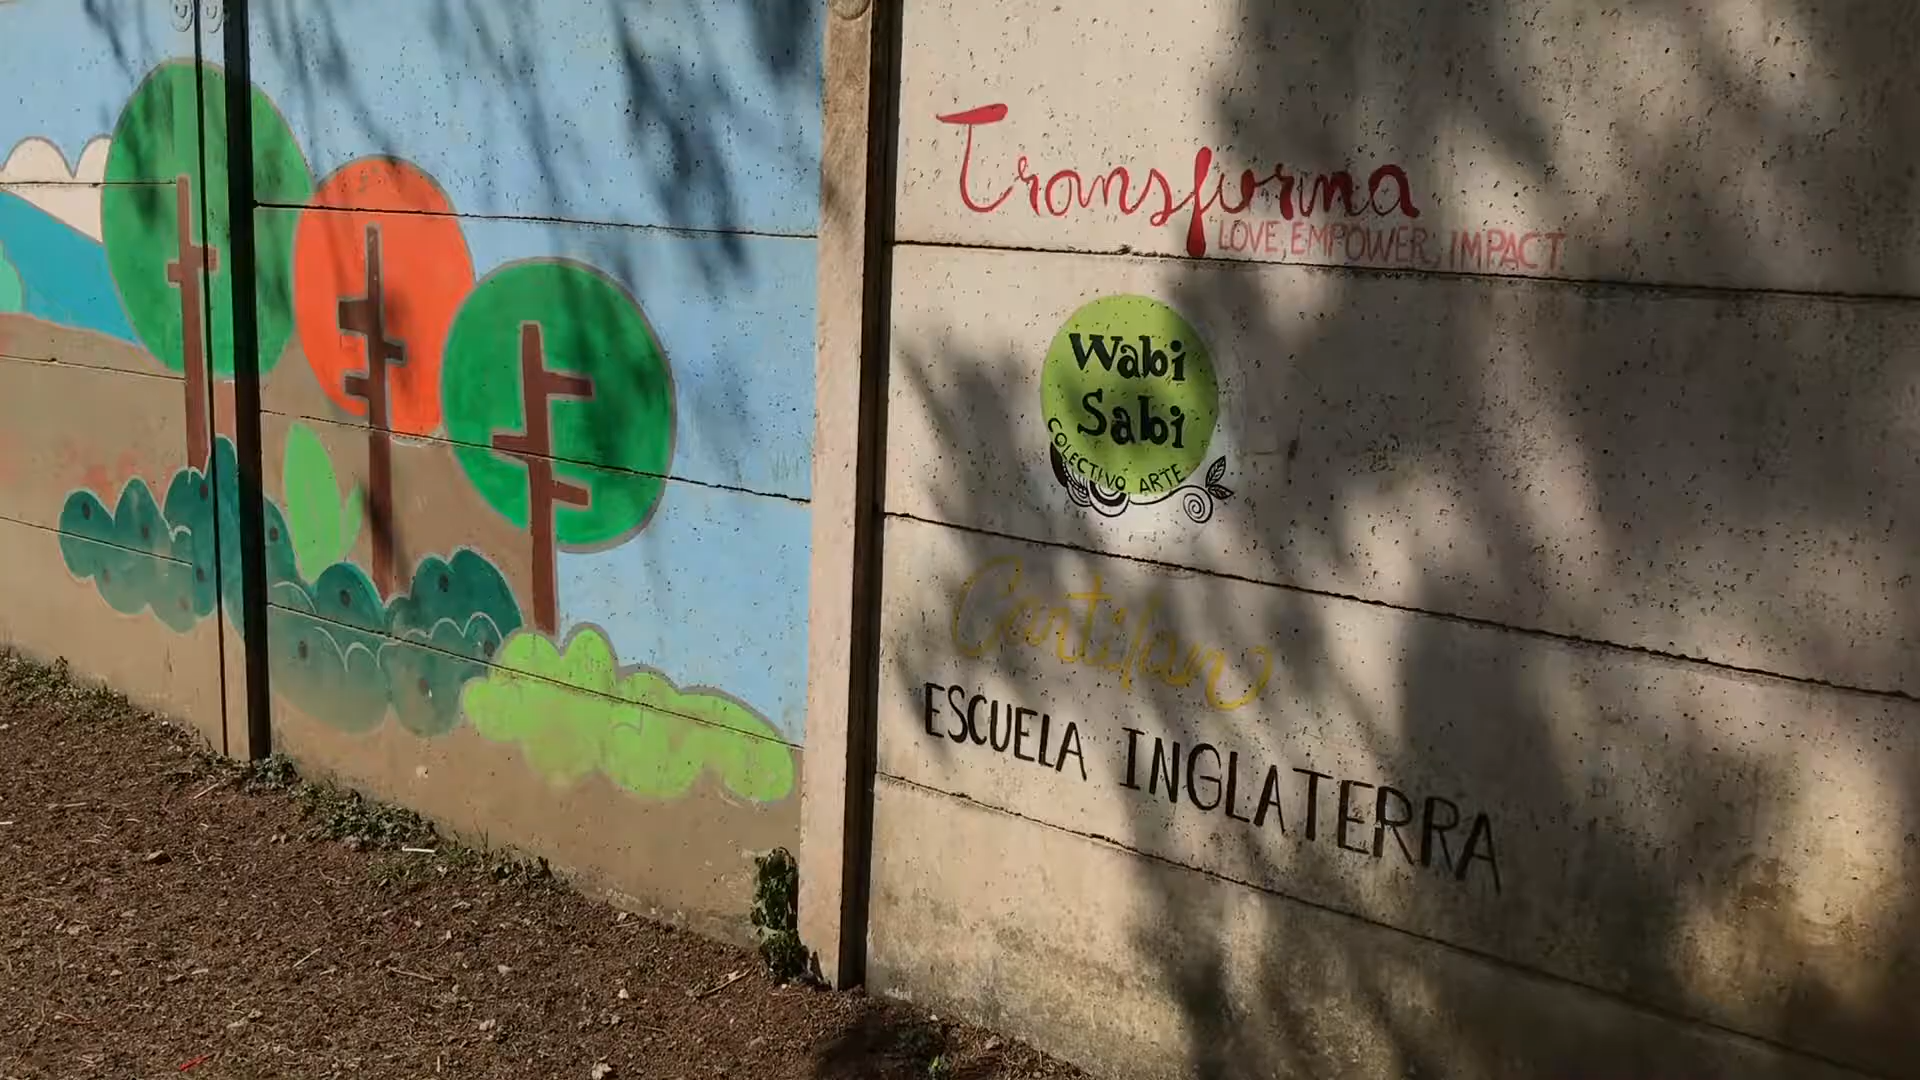 Transforma
LOVE, EMPOWER, IMPACT.
Wabi
Sabi
COLECTIVO ARTE
Cantilan
ESCUELA INGLATERRA